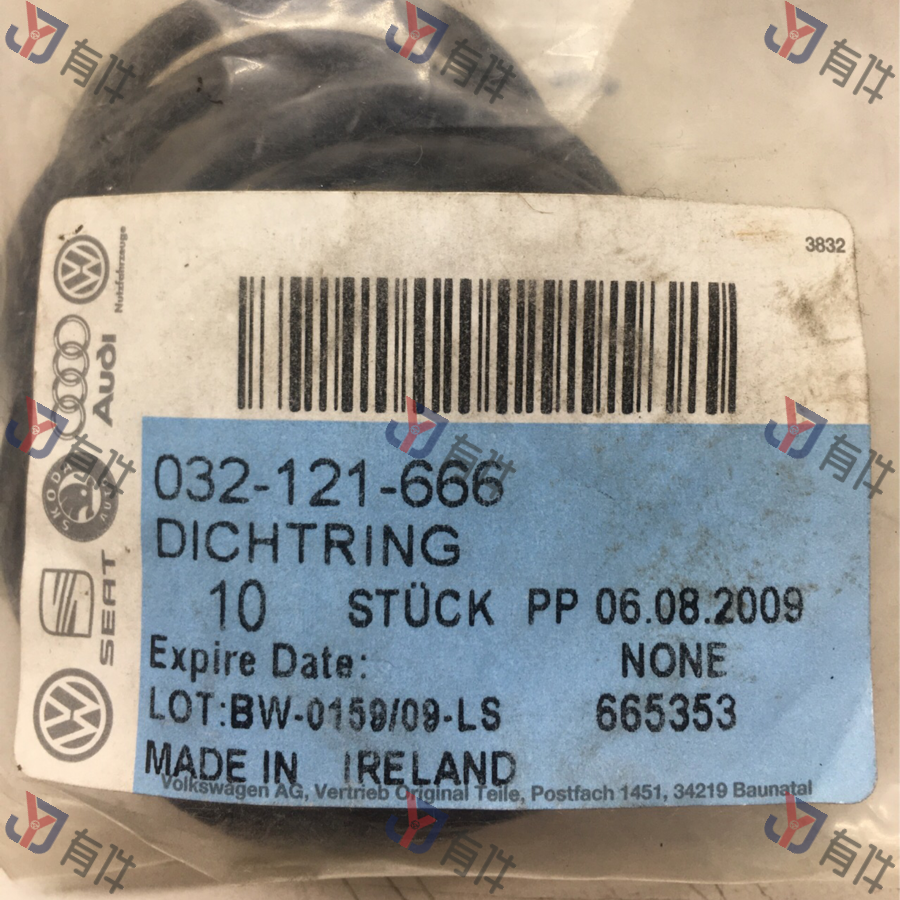 3832
Nutzfahrzeuge
Audi
SKODA
AUTO
SEAT
032-121-666
DICHTRING
10 STÜCK PP 06.08.2009
Expire Date: NONE
LOT:BW-0159/09-LS 665353
MADE IN IRELAND
Volkswagen AG, Vertrieb Original Teile, Postfach 1451, 34219 Baunatal
有件
有件
有件
有件
有件
有件
有件
有件
有件